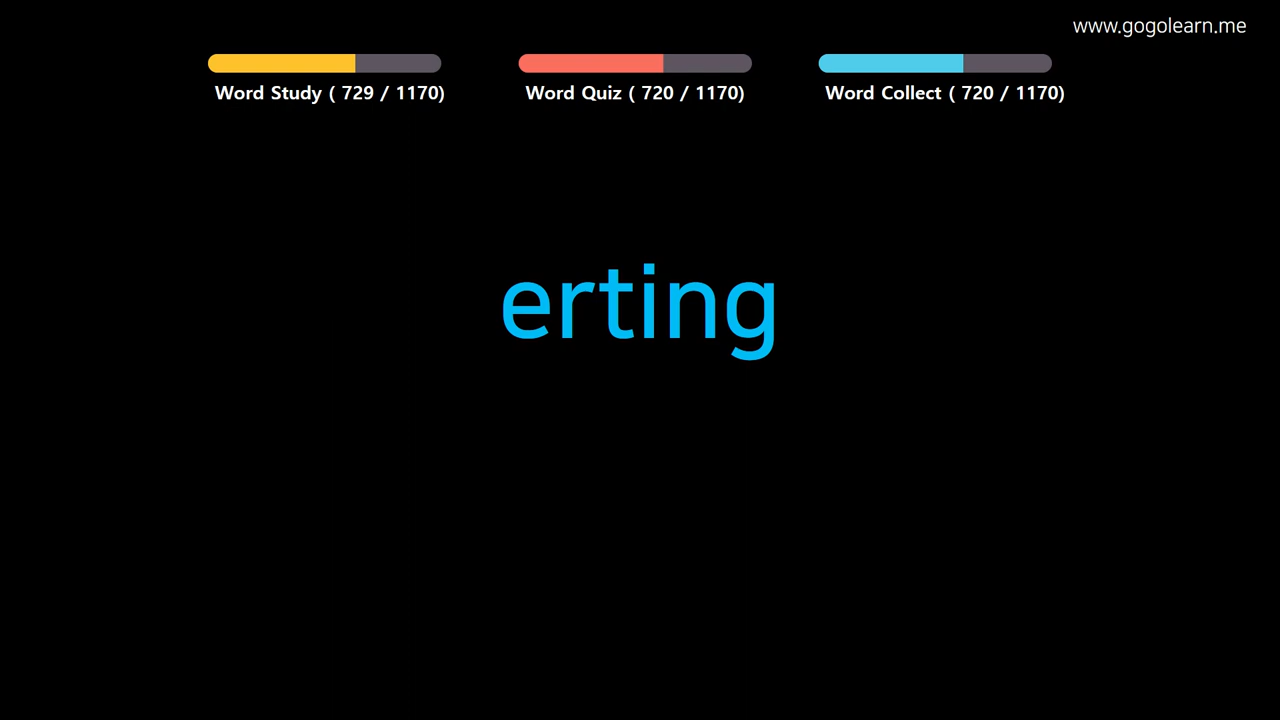 www.gogolearn.me
Word Study ( 729 / 1170)
Word Quiz ( 720 / 1170)
Word Collect ( 720 / 1170)
erting